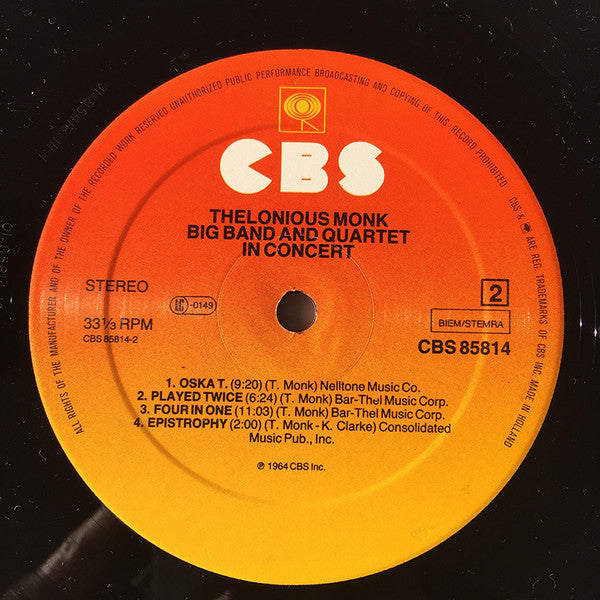 ALL RIGHTS OF THE MANUFACTURER AND OF THE OWNER OF THE RECORDED WORK RESERVED UNAUTHORIZED PUBLIC PERFORMANCE BROADCASTING AND COPYING OF THIS RECORD PROHIBITED
CBS & ARE REG. TRADEMARKS OF CBS INC. MADE IN HOLLAND
CBS
THELONIOUS MONK
BIG BAND AND QUARTET
IN CONCERT
STEREO
LC-0149
2
33⅓ RPM
BIEM/STEMRA
CBS 85814-2
CBS 85814
1. OSKA T. (9:20) (T. Monk) Nelltone Music Co.
2. PLAYED TWICE (6:24) (T. Monk) Bar-Thel Music Corp.
3. FOUR IN ONE (11:03) (T. Monk) Bar-Thel Music Corp.
4. EPISTROPHY (2:00) (T. Monk - K. Clarke) Consolidated
Music Pub., Inc.
℗ 1964 CBS Inc.